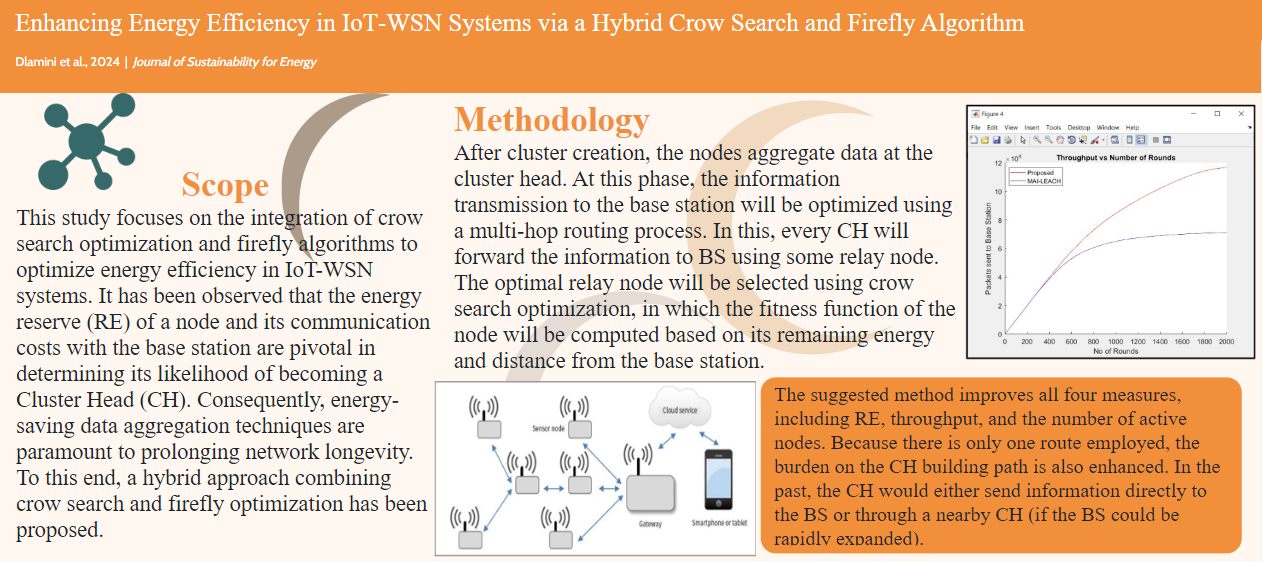 Enhancing Energy Efficiency in IoT-WSN Systems via a Hybrid Crow Search and Firefly Algorithm
Dlamini et al., 2024 | Journal of Sustainability for Energy
Scope
This study focuses on the integration of crow
search optimization and firefly algorithms to
optimize energy efficiency in IoT-WSN
systems. It has been observed that the energy
reserve (RE) of a node and its communication
costs with the base station are pivotal in
determining its likelihood of becoming a
Cluster Head (CH). Consequently, energy-
saving data aggregation techniques are
paramount to prolonging network longevity.
To this end, a hybrid approach combining
crow search and firefly optimization has been
proposed.
Methodology
After cluster creation, the nodes aggregate data at the
cluster head. At this phase, the information
transmission to the base station will be optimized using
a multi-hop routing process. In this, every CH will
forward the information to BS using some relay node.
The optimal relay node will be selected using crow
search optimization, in which the fitness function of the
node will be computed based on its remaining energy
and distance from the base station.
Figure 4
File Edit View Insert Tools Desktop Window Help
Throughput vs Number of Rounds
×10⁴
Proposed
MAI-LEACH
Packets sent to Base Station
12
10
8
6
4
2
0
0 200 400 600 800 1000 1200 1400 1600 1800 2000
No of Rounds
Cloud service
Sensor node
Gateway
Smartphone or tablet
The suggested method improves all four measures,
including RE, throughput, and the number of active
nodes. Because there is only one route employed, the
burden on the CH building path is also enhanced. In the
past, the CH would either send information directly to
the BS or through a nearby CH (if the BS could be
rapidly expanded).